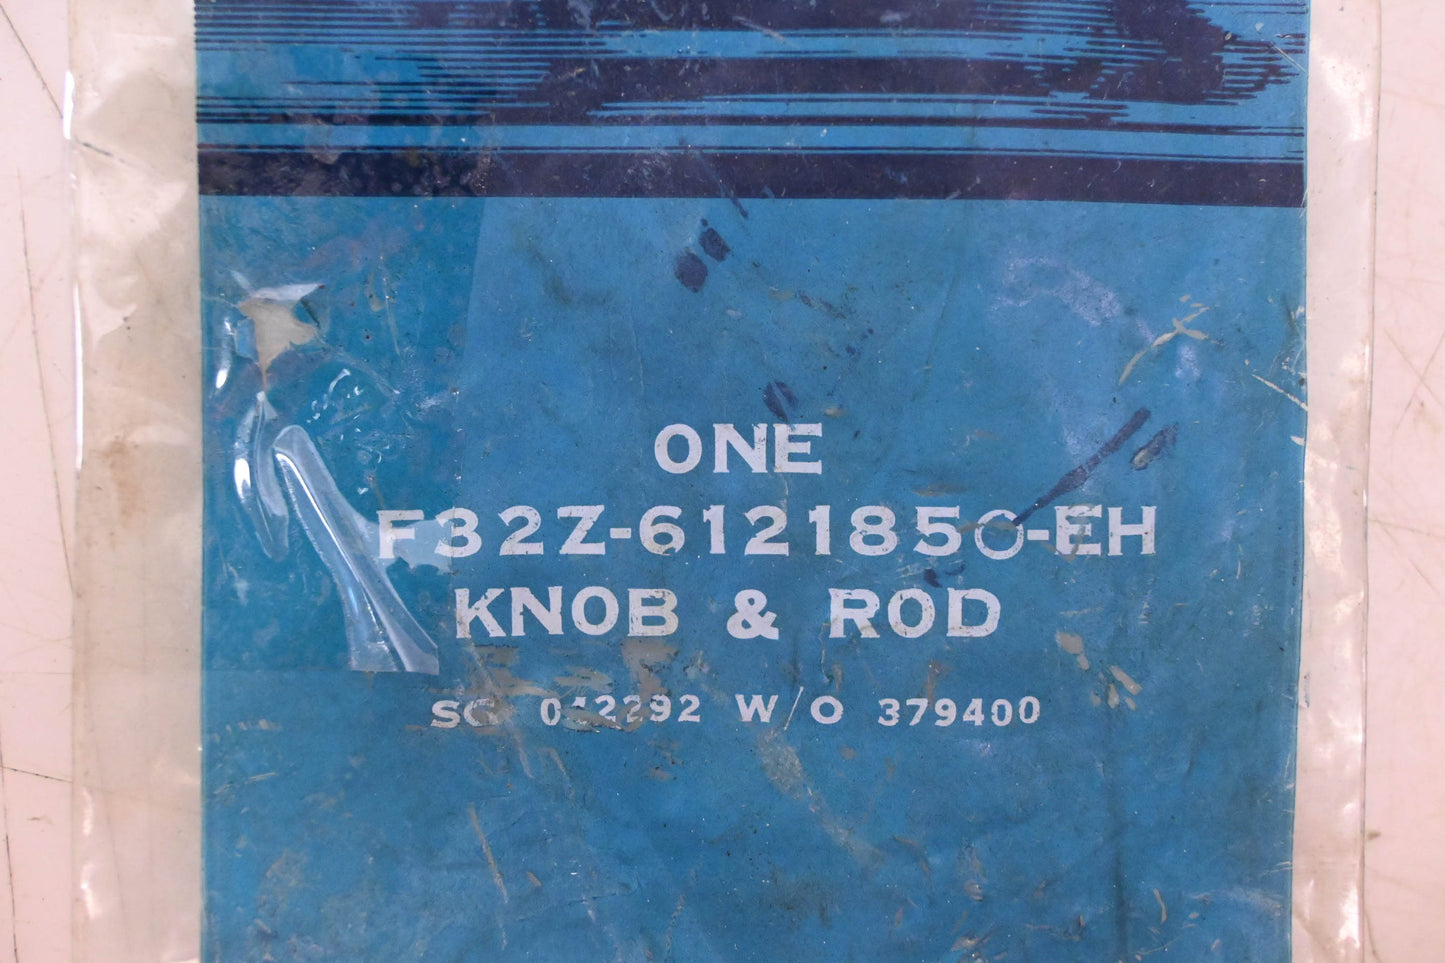 ONE
F32Z-6121850-EH
KNOB & ROD
W/O 379400